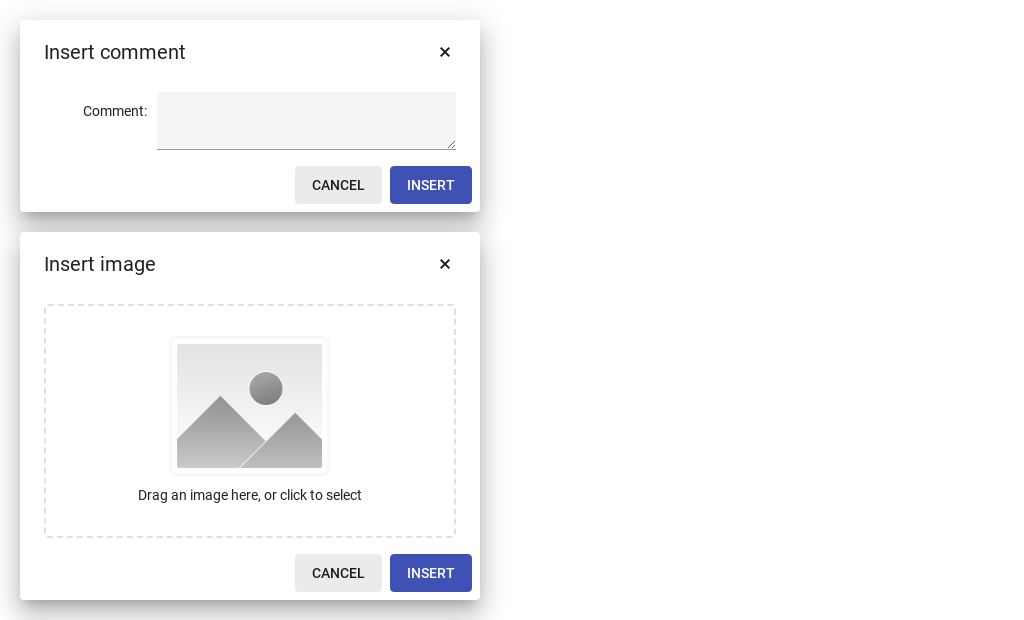 Insert comment
Comment:
CANCEL INSERT
Insert image
Drag an image here, or click to select
CANCEL INSERT